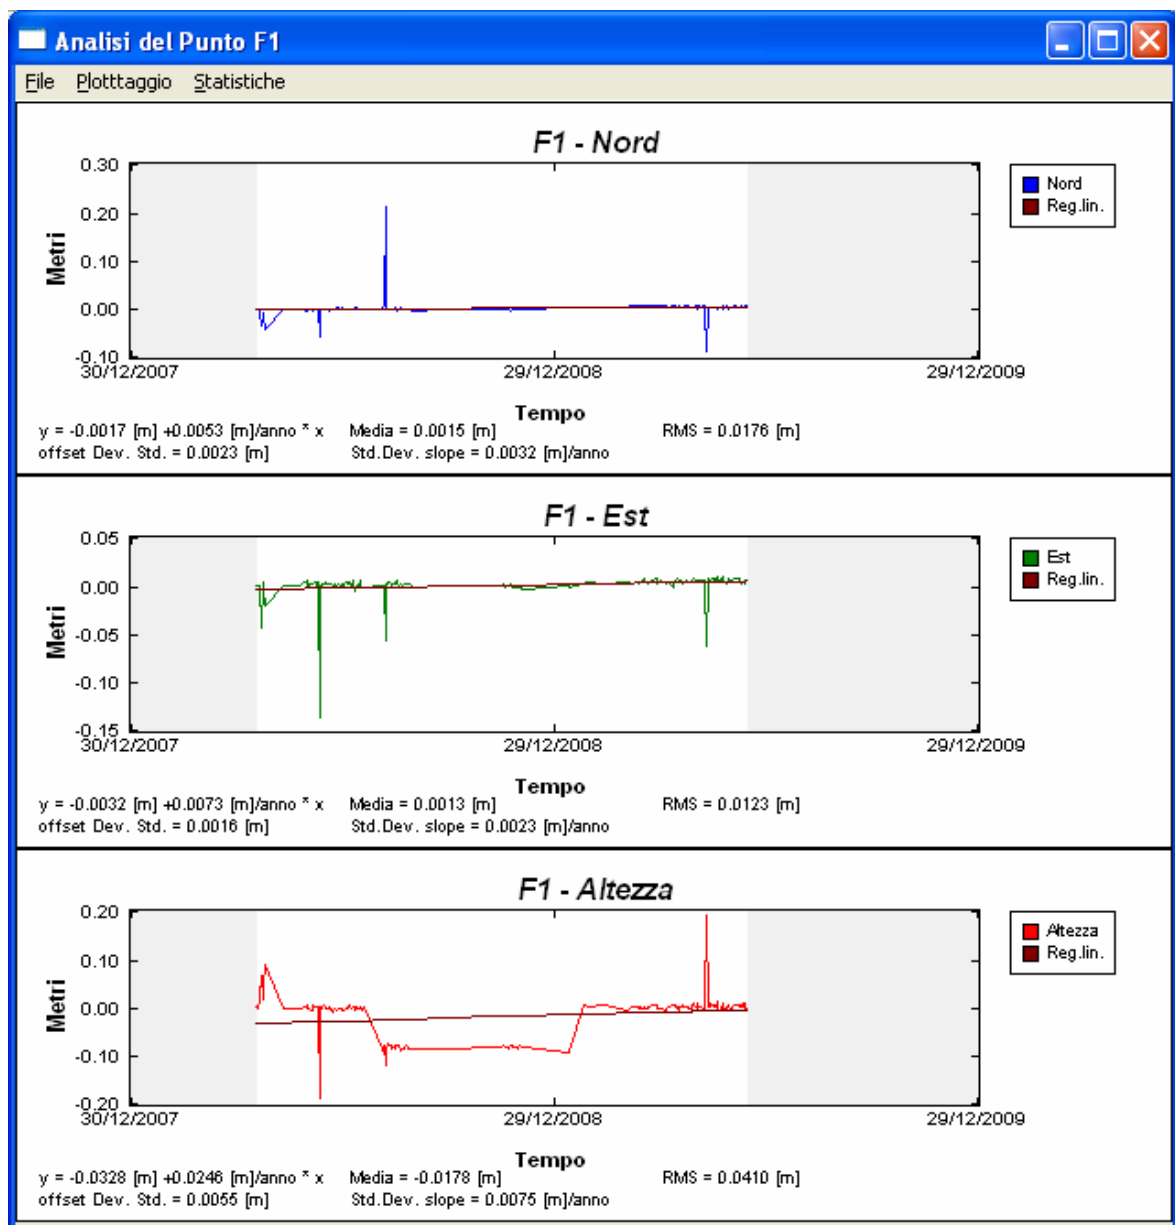 Analisi del Punto F1
File Plotttaggio Statistiche
F1 - Nord
0.30
0.20
0.10
0.00
-0.10
Metri
30/12/2007 29/12/2008 29/12/2009
Tempo
Nord
Reg.lin.
y = -0.0017 [m] +0.0053 [m]/anno * x Media = 0.0015 [m] RMS = 0.0176 [m]
offset Dev. Std. = 0.0023 [m] Std.Dev. slope = 0.0032 [m]/anno
F1 - Est
0.05
0.00
-0.05
-0.10
-0.15
Metri
30/12/2007 29/12/2008 29/12/2009
Tempo
Est
Reg.lin.
y = -0.0032 [m] +0.0073 [m]/anno * x Media = 0.0013 [m] RMS = 0.0123 [m]
offset Dev. Std. = 0.0016 [m] Std.Dev. slope = 0.0023 [m]/anno
F1 - Altezza
0.20
0.10
0.00
-0.10
-0.20
Metri
30/12/2007 29/12/2008 29/12/2009
Tempo
Altezza
Reg.lin.
y = -0.0328 [m] +0.0246 [m]/anno * x Media = -0.0178 [m] RMS = 0.0410 [m]
offset Dev. Std. = 0.0055 [m] Std.Dev. slope = 0.0075 [m]/anno